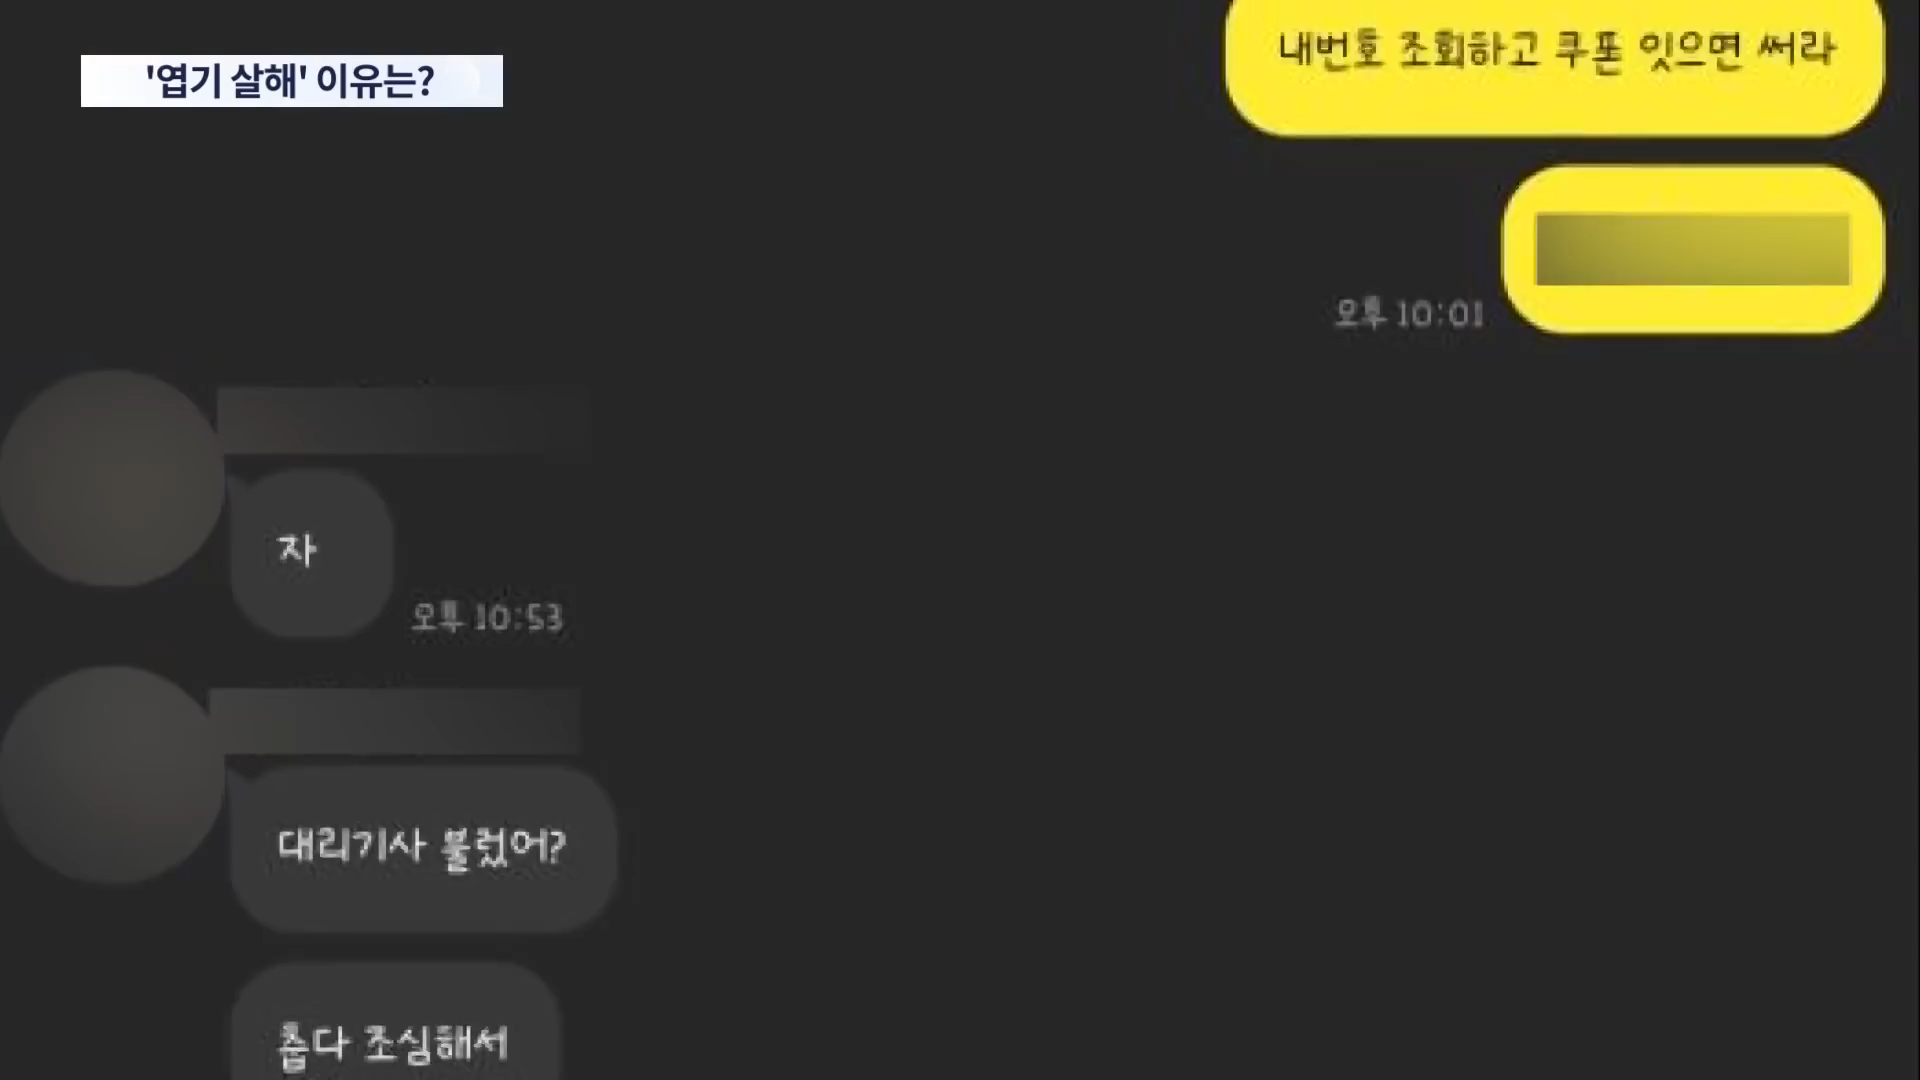 '엽기 살해' 이유는?
내번호 조회하고 쿠폰 잇으면 써라
오후 10:01
자
오후 10:53
대리기사 불렀어?
춥다 조심해서